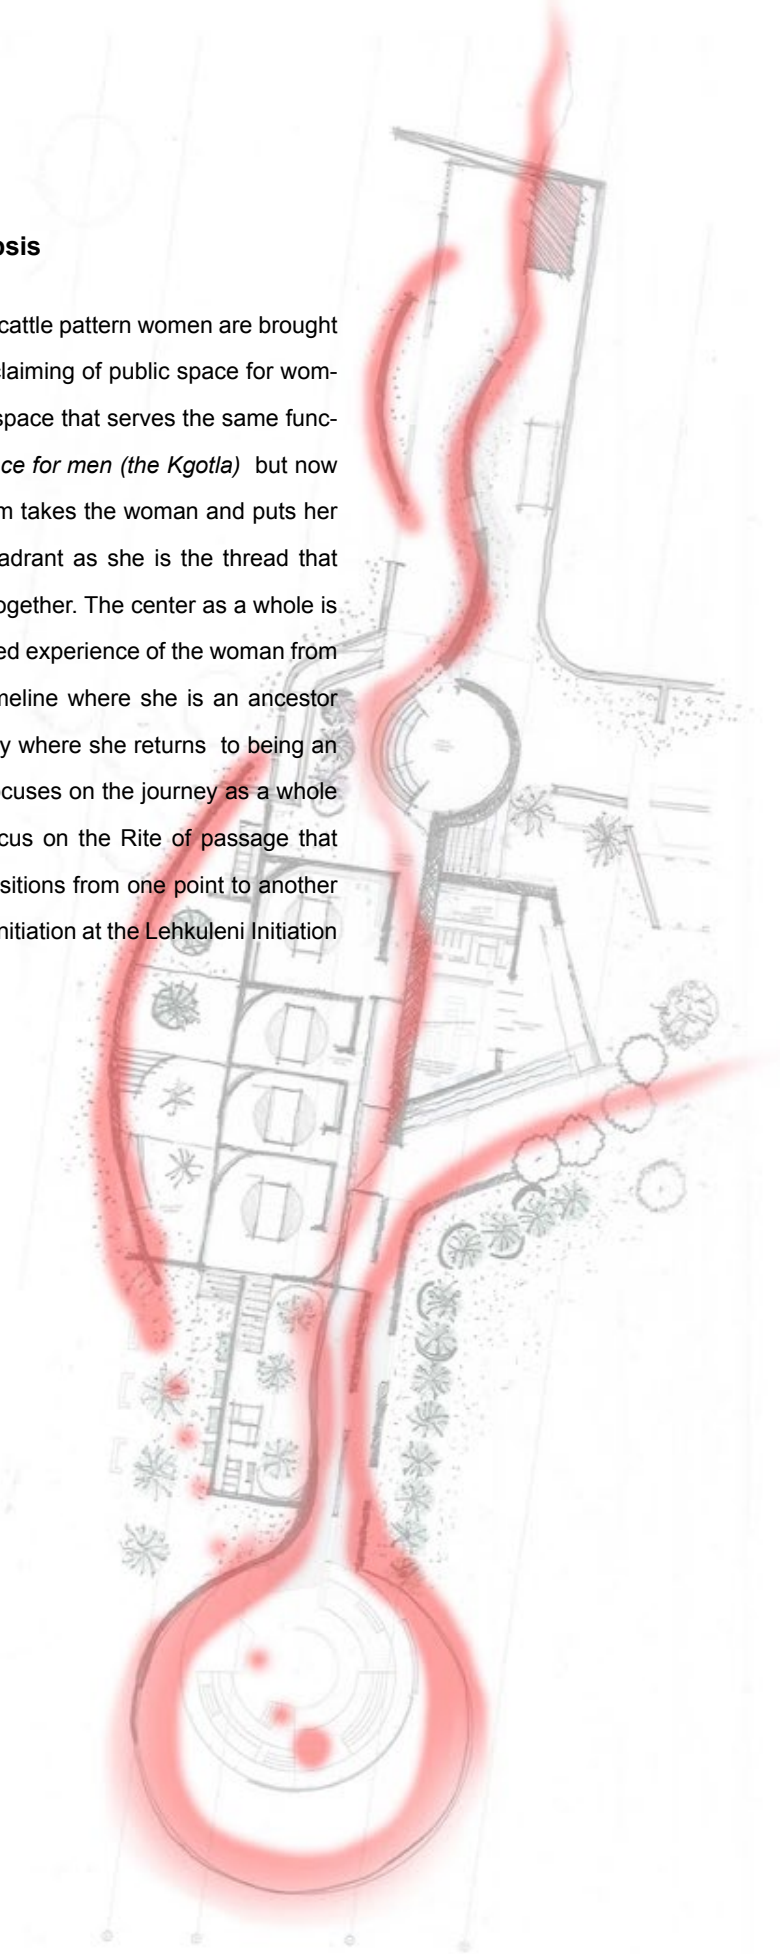 osis
cattle pattern women are brought
claiming of public space for wom-
space that serves the same func-
ce for men (the Kgotla) but now
m takes the woman and puts her
adrant as she is the thread that
ogether. The center as a whole is
ed experience of the woman from
meline where she is an ancestor
y where she returns to being an
ocuses on the journey as a whole
cus on the Rite of passage that
sitions from one point to another
nitiation at the Lehkuleni Initiation